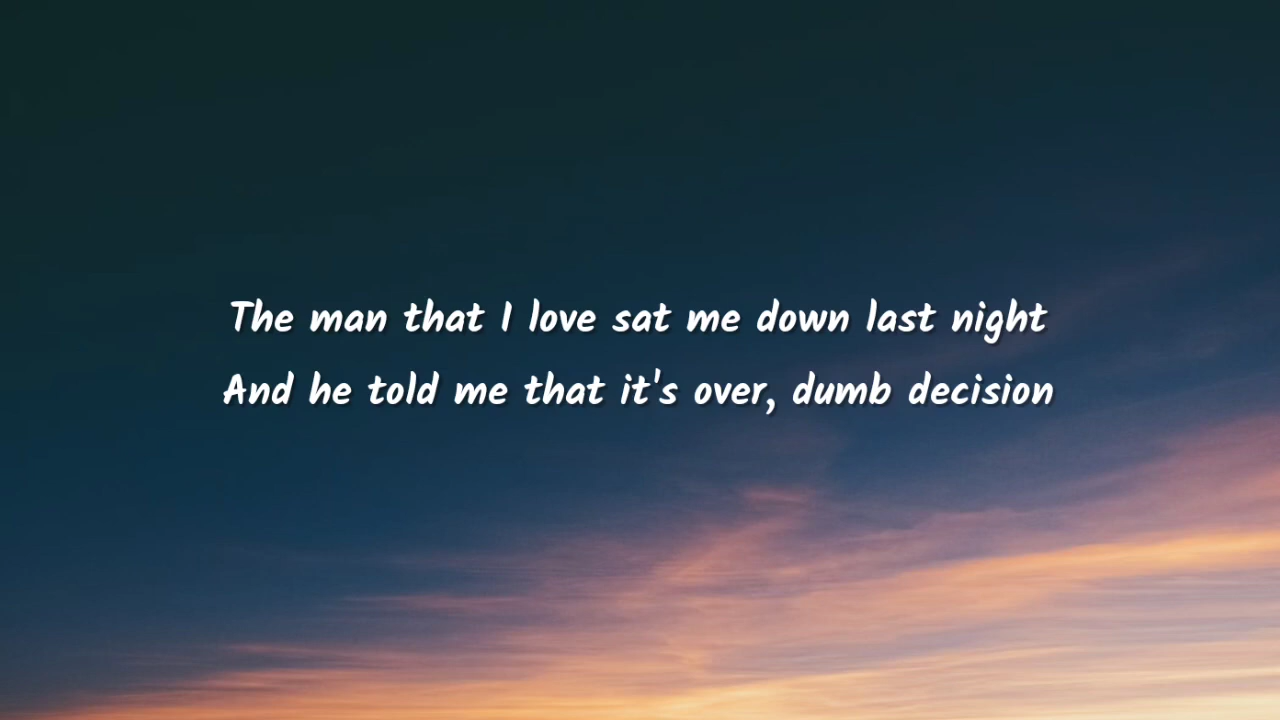 The man that I love sat me down last night
And he told me that it's over, dumb decision